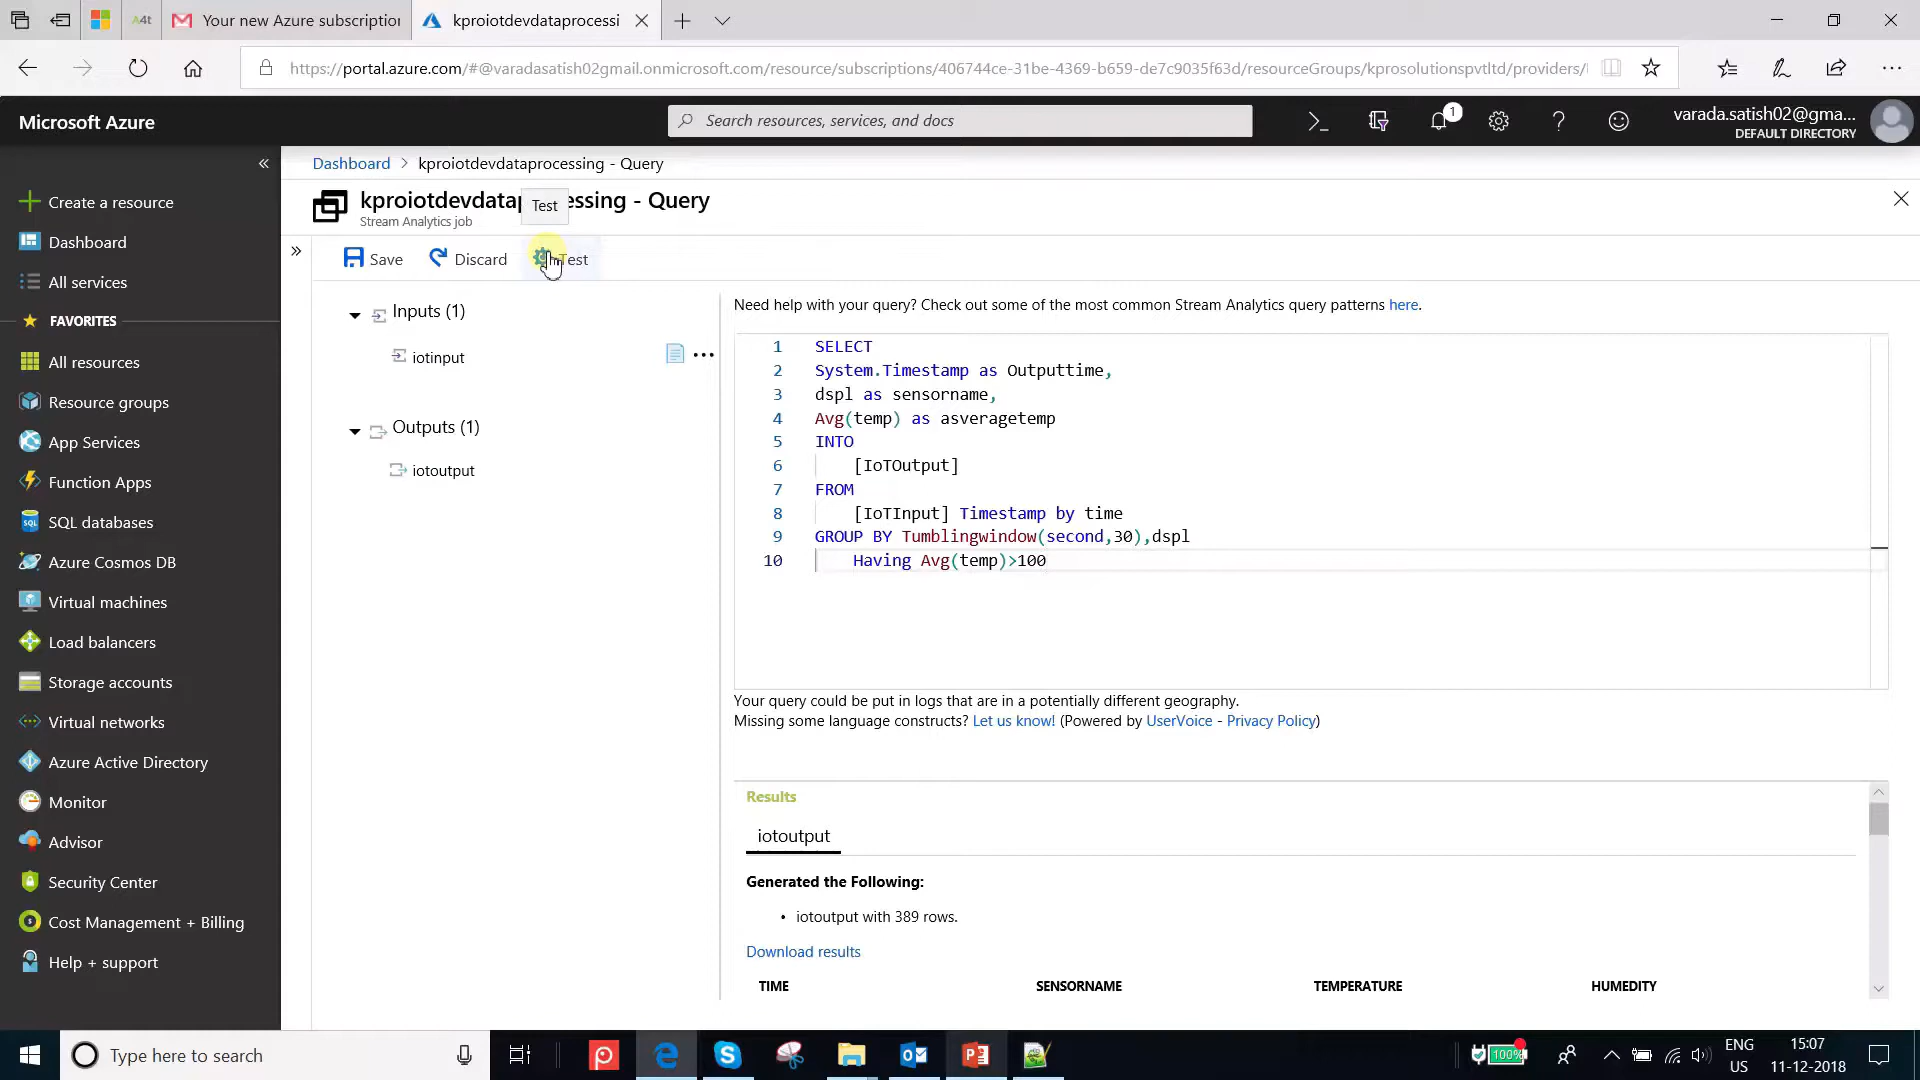 A4t
Your new Azure subscription
kproiotdevdataprocessi
https://portal.azure.com/#@varadasatish02gmail.onmicrosoft.com/resource/subscriptions/406744ce-31be-4369-b659-de7c9035f63d/resourceGroups/kprosolutionspvtltd/providers/
Microsoft Azure
Search resources, services, and docs
1
varada.satish02@gma...
DEFAULT DIRECTORY
Dashboard > kproiotdevdataprocessing - Query
kproiotdevdataprocessing - Query
Test
Stream Analytics job
Save
Discard
Test
Create a resource
Dashboard
All services
FAVORITES
All resources
Resource groups
App Services
Function Apps
SQL databases
Azure Cosmos DB
Virtual machines
Load balancers
Storage accounts
Virtual networks
Azure Active Directory
Monitor
Advisor
Security Center
Cost Management + Billing
Help + support
Inputs (1)
iotinput
Outputs (1)
iotoutput
Need help with your query? Check out some of the most common Stream Analytics query patterns here.
1 SELECT
2 System.Timestamp as Outputtime,
3 dspl as sensorname,
4 Avg(temp) as asveragetemp
5 INTO
6 [IoTOutput]
7 FROM
8 [IoTInput] Timestamp by time
9 GROUP BY Tumblingwindow(second,30),dspl
10 Having Avg(temp)>100
Your query could be put in logs that are in a potentially different geography.
Missing some language constructs? Let us know! (Powered by UserVoice - Privacy Policy)
Results
iotoutput
Generated the Following:
• iotoutput with 389 rows.
Download results
TIME SENSORNAME TEMPERATURE HUMIDITY
Type here to search
100%
ENG
US
15:07
11-12-2018